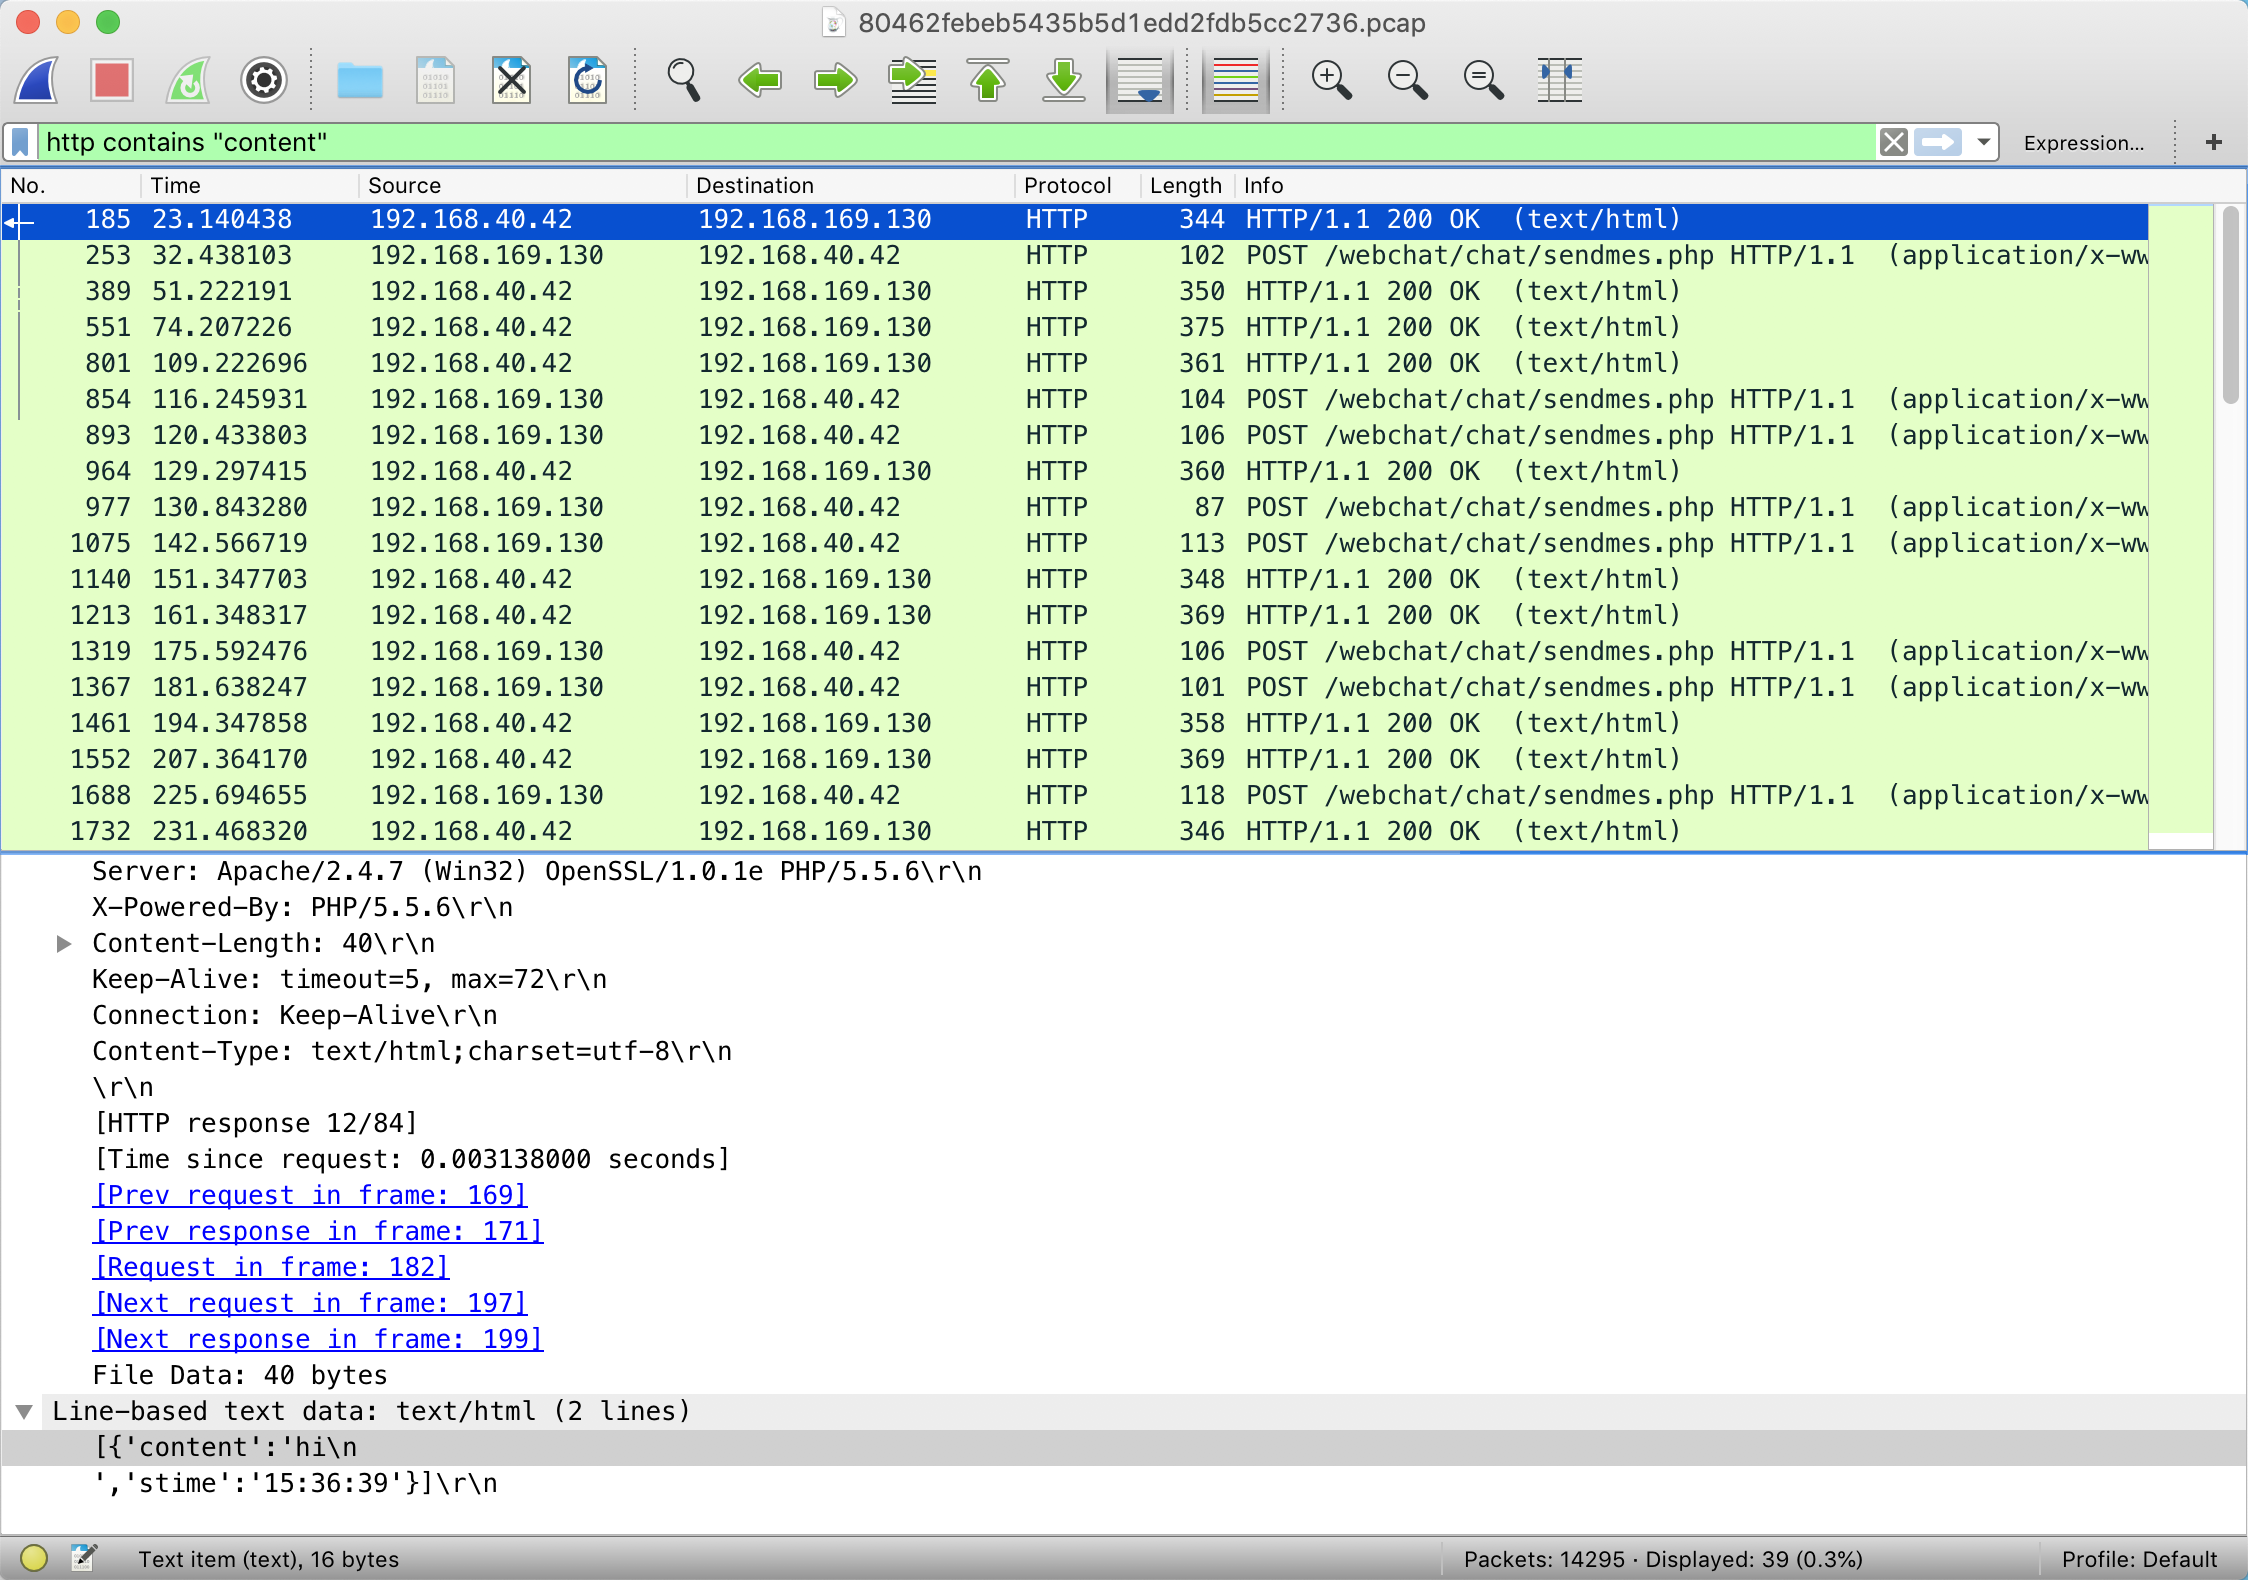 80462febeb5435b5d1edd2fdb5cc2736.pcap
http contains "content"
Expression...
+
No. Time Source Destination Protocol Length Info
185 23.140438 192.168.40.42 192.168.169.130 HTTP 344 HTTP/1.1 200 OK (text/html)
253 32.438103 192.168.169.130 192.168.40.42 HTTP 102 POST /webchat/chat/sendmes.php HTTP/1.1 (application/x-ww
389 51.222191 192.168.40.42 192.168.169.130 HTTP 350 HTTP/1.1 200 OK (text/html)
551 74.207226 192.168.40.42 192.168.169.130 HTTP 375 HTTP/1.1 200 OK (text/html)
801 109.222696 192.168.40.42 192.168.169.130 HTTP 361 HTTP/1.1 200 OK (text/html)
854 116.245931 192.168.169.130 192.168.40.42 HTTP 104 POST /webchat/chat/sendmes.php HTTP/1.1 (application/x-ww
893 120.433803 192.168.169.130 192.168.40.42 HTTP 106 POST /webchat/chat/sendmes.php HTTP/1.1 (application/x-ww
964 129.297415 192.168.40.42 192.168.169.130 HTTP 360 HTTP/1.1 200 OK (text/html)
977 130.843280 192.168.169.130 192.168.40.42 HTTP 87 POST /webchat/chat/sendmes.php HTTP/1.1 (application/x-ww
1075 142.566719 192.168.169.130 192.168.40.42 HTTP 113 POST /webchat/chat/sendmes.php HTTP/1.1 (application/x-ww
1140 151.347703 192.168.40.42 192.168.169.130 HTTP 348 HTTP/1.1 200 OK (text/html)
1213 161.348317 192.168.40.42 192.168.169.130 HTTP 369 HTTP/1.1 200 OK (text/html)
1319 175.592476 192.168.169.130 192.168.40.42 HTTP 106 POST /webchat/chat/sendmes.php HTTP/1.1 (application/x-ww
1367 181.638247 192.168.169.130 192.168.40.42 HTTP 101 POST /webchat/chat/sendmes.php HTTP/1.1 (application/x-ww
1461 194.347858 192.168.40.42 192.168.169.130 HTTP 358 HTTP/1.1 200 OK (text/html)
1552 207.364170 192.168.40.42 192.168.169.130 HTTP 369 HTTP/1.1 200 OK (text/html)
1688 225.694655 192.168.169.130 192.168.40.42 HTTP 118 POST /webchat/chat/sendmes.php HTTP/1.1 (application/x-ww
1732 231.468320 192.168.40.42 192.168.169.130 HTTP 346 HTTP/1.1 200 OK (text/html)
Server: Apache/2.4.7 (Win32) OpenSSL/1.0.1e PHP/5.5.6\r\n
X-Powered-By: PHP/5.5.6\r\n
Content-Length: 40\r\n
Keep-Alive: timeout=5, max=72\r\n
Connection: Keep-Alive\r\n
Content-Type: text/html;charset=utf-8\r\n
\r\n
[HTTP response 12/84]
[Time since request: 0.003138000 seconds]
[Prev request in frame: 169]
[Prev response in frame: 171]
[Request in frame: 182]
[Next request in frame: 197]
[Next response in frame: 199]
File Data: 40 bytes
Line-based text data: text/html (2 lines)
[{'content':'hi\n
','stime':'15:36:39'}]\r\n
Text item (text), 16 bytes
Packets: 14295 · Displayed: 39 (0.3%)
Profile: Default